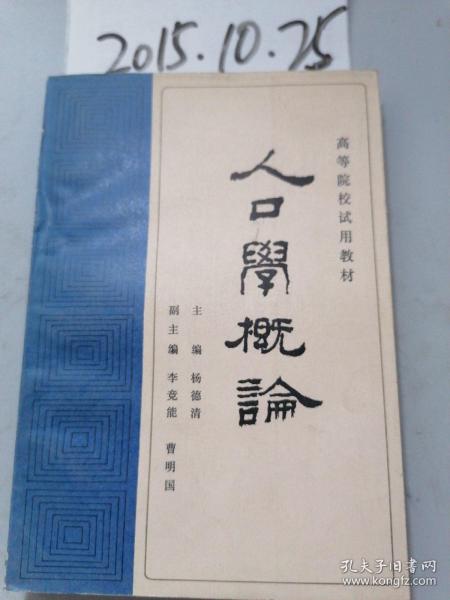 2015.10.25
高等院校试用教材
人口學概論
主编 杨德清
副主编 李竞能 曹明国
孔夫子旧书网
www.kongfz.com